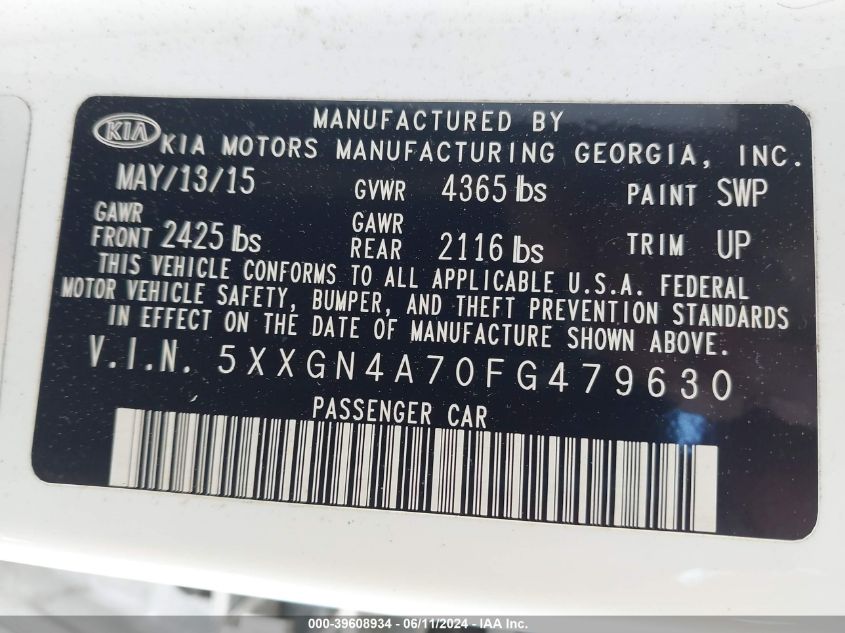 MANUFACTURED BY
KIA KIA MOTORS MANUFACTURING GEORGIA, INC.
MAY/13/15 GVWR 4365 lbs PAINT SWP
GAWR FRONT 2425 lbs GAWR REAR 2116 lbs TRIM UP
THIS VEHICLE CONFORMS TO ALL APPLICABLE U.S.A. FEDERAL
MOTOR VEHICLE SAFETY, BUMPER, AND THEFT PREVENTION STANDARDS
IN EFFECT ON THE DATE OF MANUFACTURE SHOWN ABOVE.
V.I.N. 5XXGN4A70FG479630
PASSENGER CAR
000-39608934 - 06/11/2024 - IAA Inc.